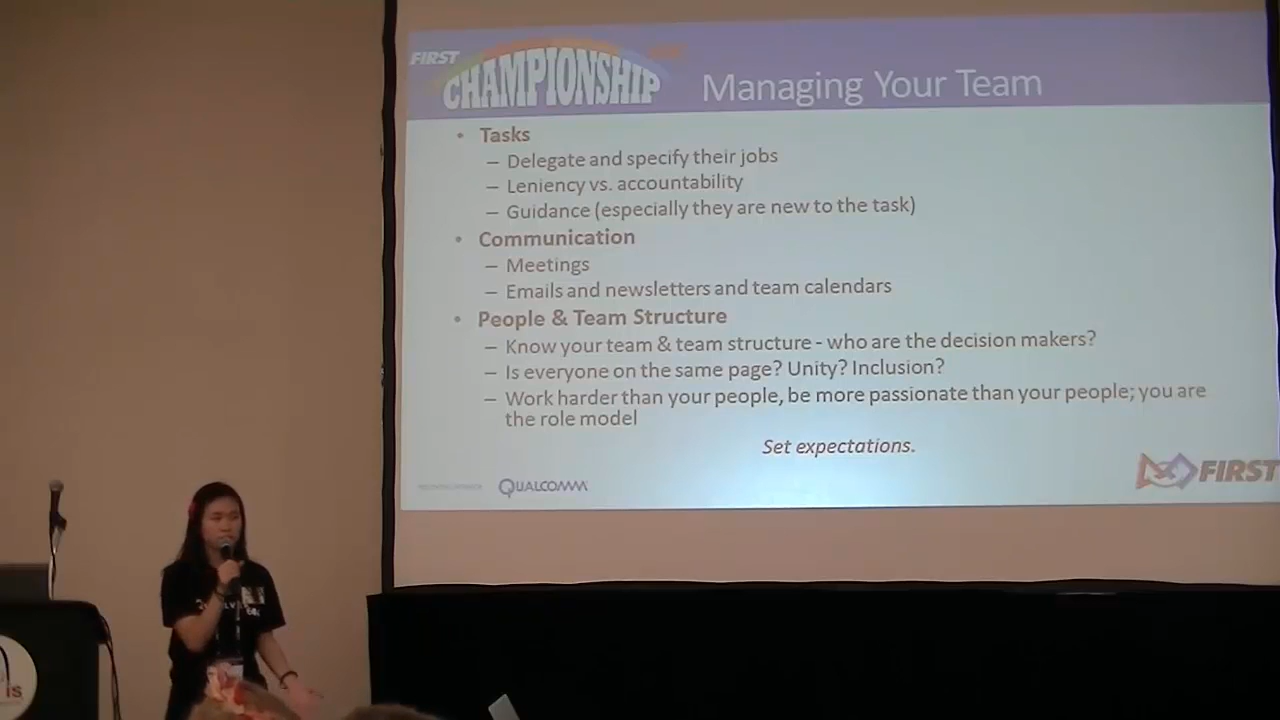 FIRST
CHAMPIONSHIP
Managing Your Team
• Tasks
– Delegate and specify their jobs
– Leniency vs. accountability
– Guidance (especially they are new to the task)
• Communication
– Meetings
– Emails and newsletters and team calendars
• People & Team Structure
– Know your team & team structure - who are the decision makers?
– Is everyone on the same page? Unity? Inclusion?
– Work harder than your people, be more passionate than your people; you are
the role model
Set expectations.
QUALCOMM
FIRST
is